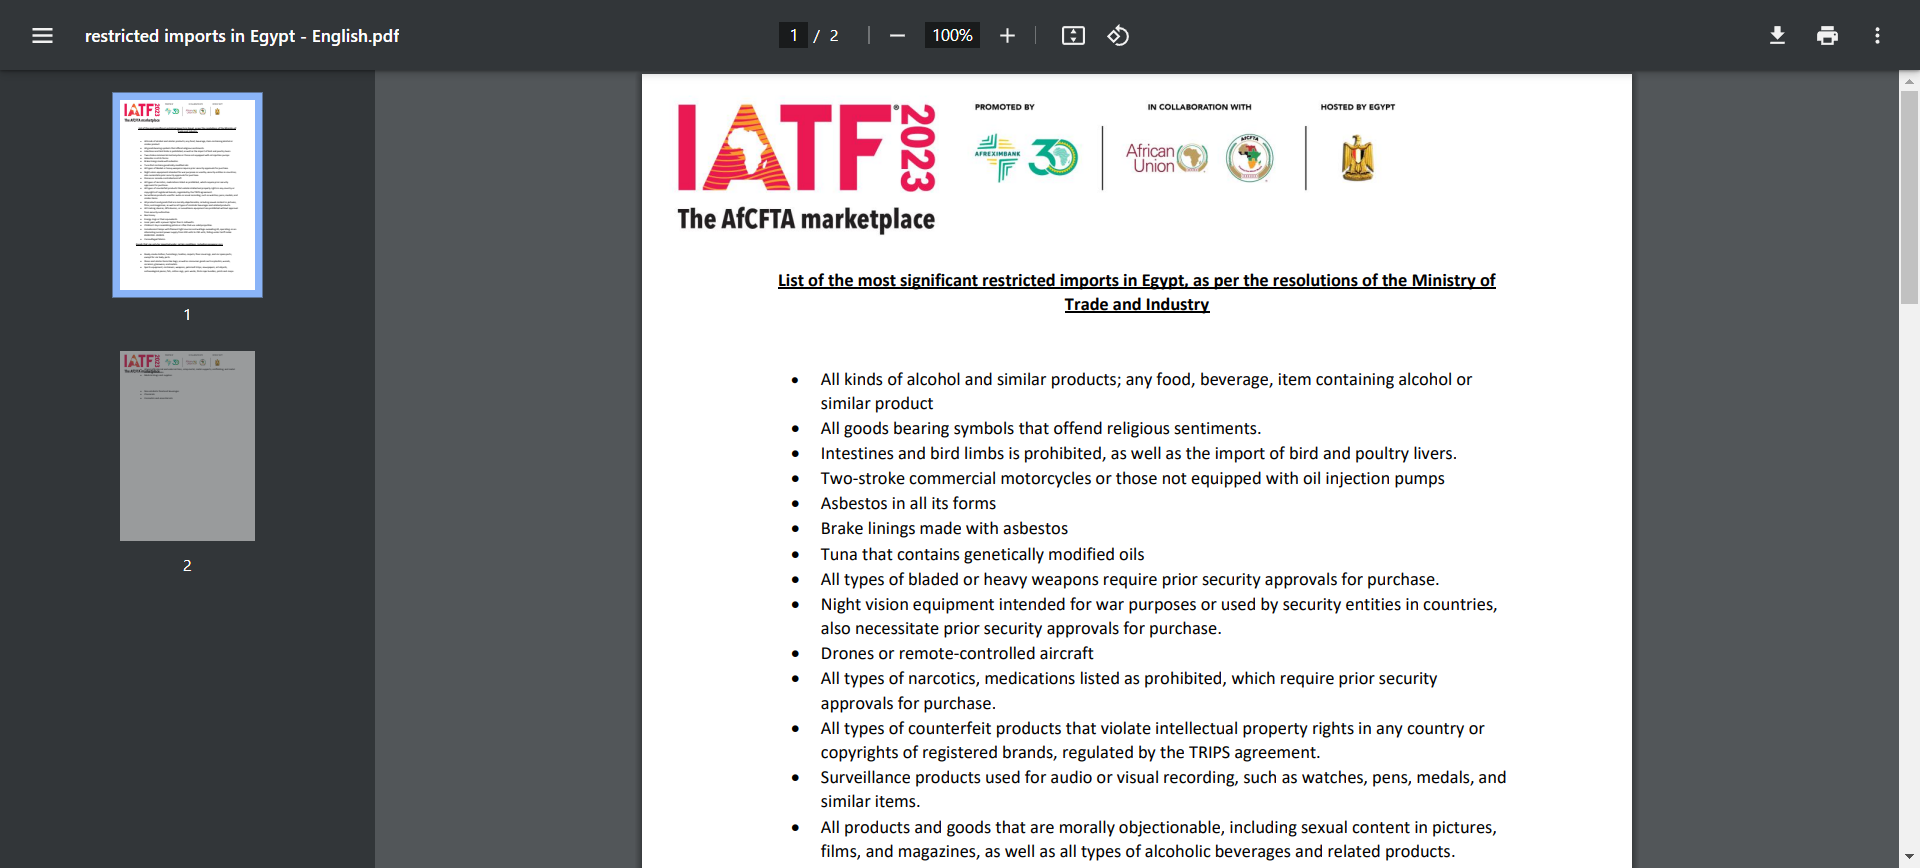 restricted imports in Egypt - English.pdf
1 / 2
100%
IATF 2023
®
The AfCFTA marketplace
PROMOTED BY
IN COLLABORATION WITH
HOSTED BY EGYPT
AFREXIMBANK
30
African
Union
AfCFTA
List of the most significant restricted imports in Egypt, as per the resolutions of the Ministry of
Trade and Industry
• All kinds of alcohol and similar products; any food, beverage, item containing alcohol or
similar product
• All goods bearing symbols that offend religious sentiments.
• Intestines and bird limbs is prohibited, as well as the import of bird and poultry livers.
• Two-stroke commercial motorcycles or those not equipped with oil injection pumps
• Asbestos in all its forms
• Brake linings made with asbestos
• Tuna that contains genetically modified oils
• All types of bladed or heavy weapons require prior security approvals for purchase.
• Night vision equipment intended for war purposes or used by security entities in countries,
also necessitate prior security approvals for purchase.
• Drones or remote-controlled aircraft
• All types of narcotics, medications listed as prohibited, which require prior security
approvals for purchase.
• All types of counterfeit products that violate intellectual property rights in any country or
copyrights of registered brands, regulated by the TRIPS agreement.
• Surveillance products used for audio or visual recording, such as watches, pens, medals, and
similar items.
• All products and goods that are morally objectionable, including sexual content in pictures,
films, and magazines, as well as all types of alcoholic beverages and related products.
IATF 2023
The AfCFTA marketplace
1
IATF 2023
2